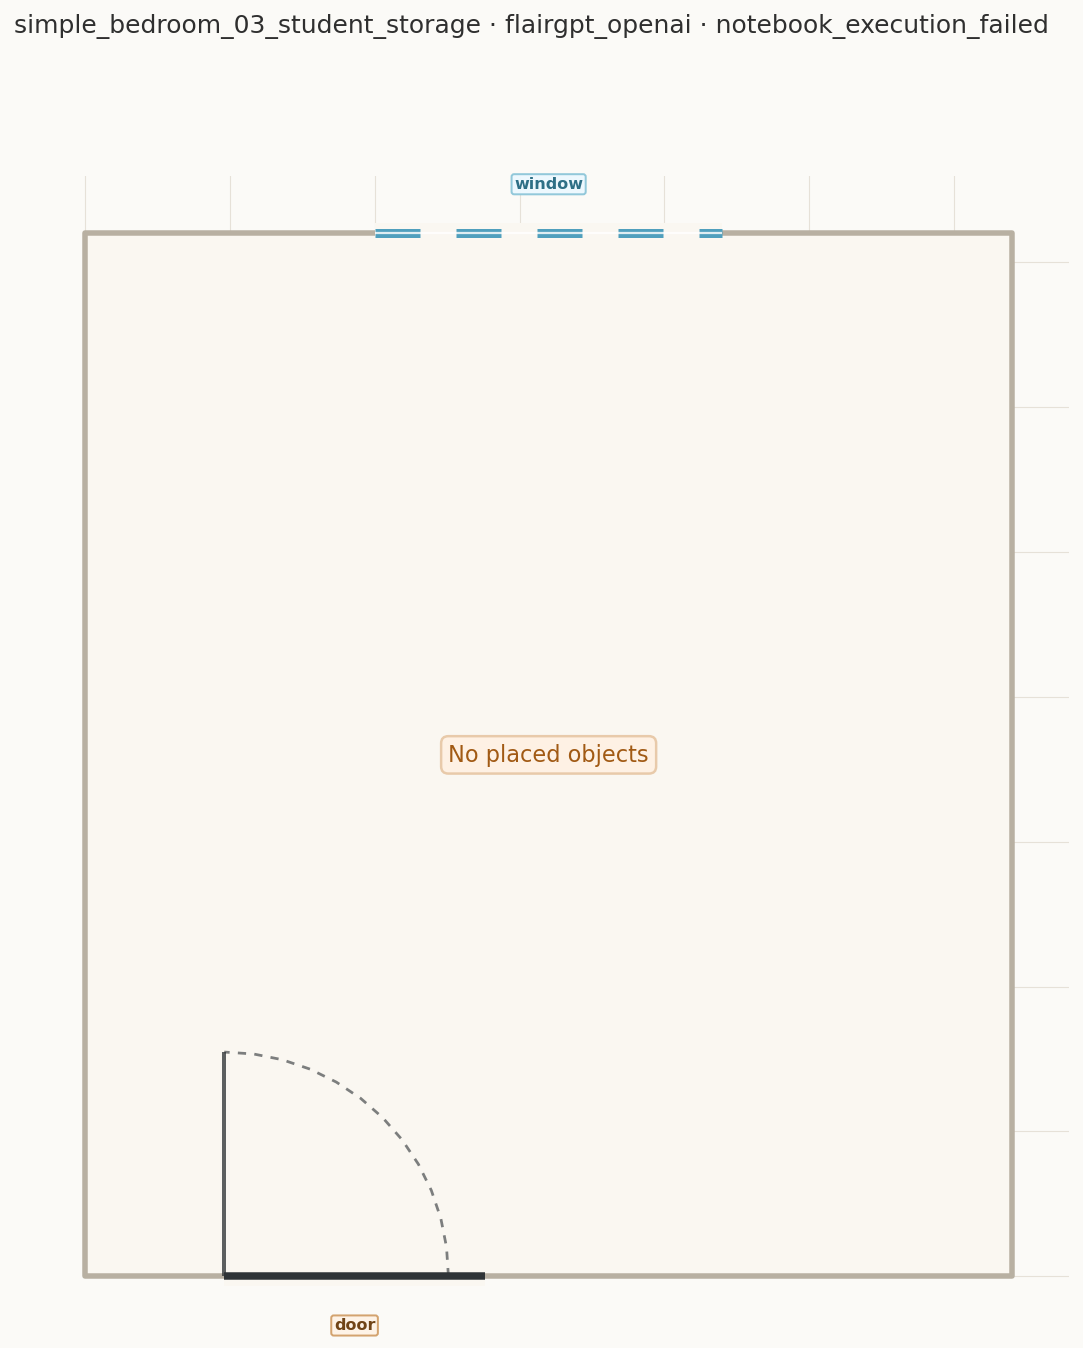 simple_bedroom_03_student_storage · flairgpt_openai · notebook_execution_failed
window
No placed objects
door